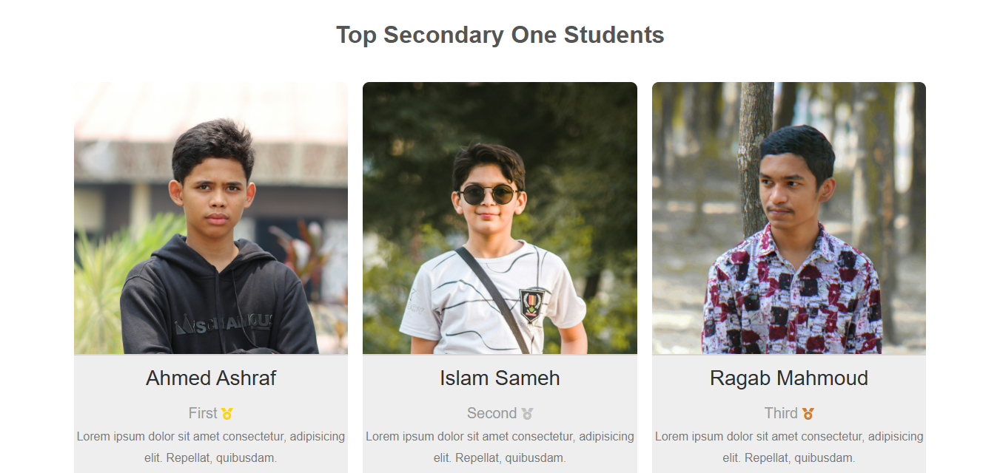 Top Secondary One Students
Ahmed Ashraf
First
Lorem ipsum dolor sit amet consectetur, adipisicing
elit. Repellat, quibusdam.
Islam Sameh
Second
Lorem ipsum dolor sit amet consectetur, adipisicing
elit. Repellat, quibusdam.
Ragab Mahmoud
Third
Lorem ipsum dolor sit amet consectetur, adipisicing
elit. Repellat, quibusdam.